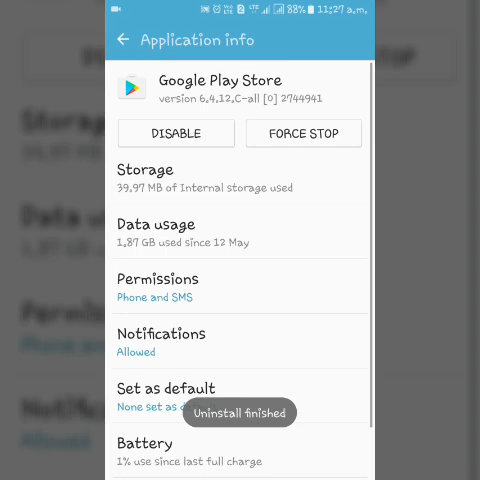 VoLTE LTE 88% 11:27 a.m.
Application info
Google Play Store
version 6.4.12.C-all [0] 2744941
DISABLE
FORCE STOP
Storage
39.97 MB of Internal storage used
Data usage
1.87 GB used since 12 May
Permissions
Phone and SMS
Notifications
Allowed
Set as default
None set as d
Uninstall finished
Battery
1% use since last full charge